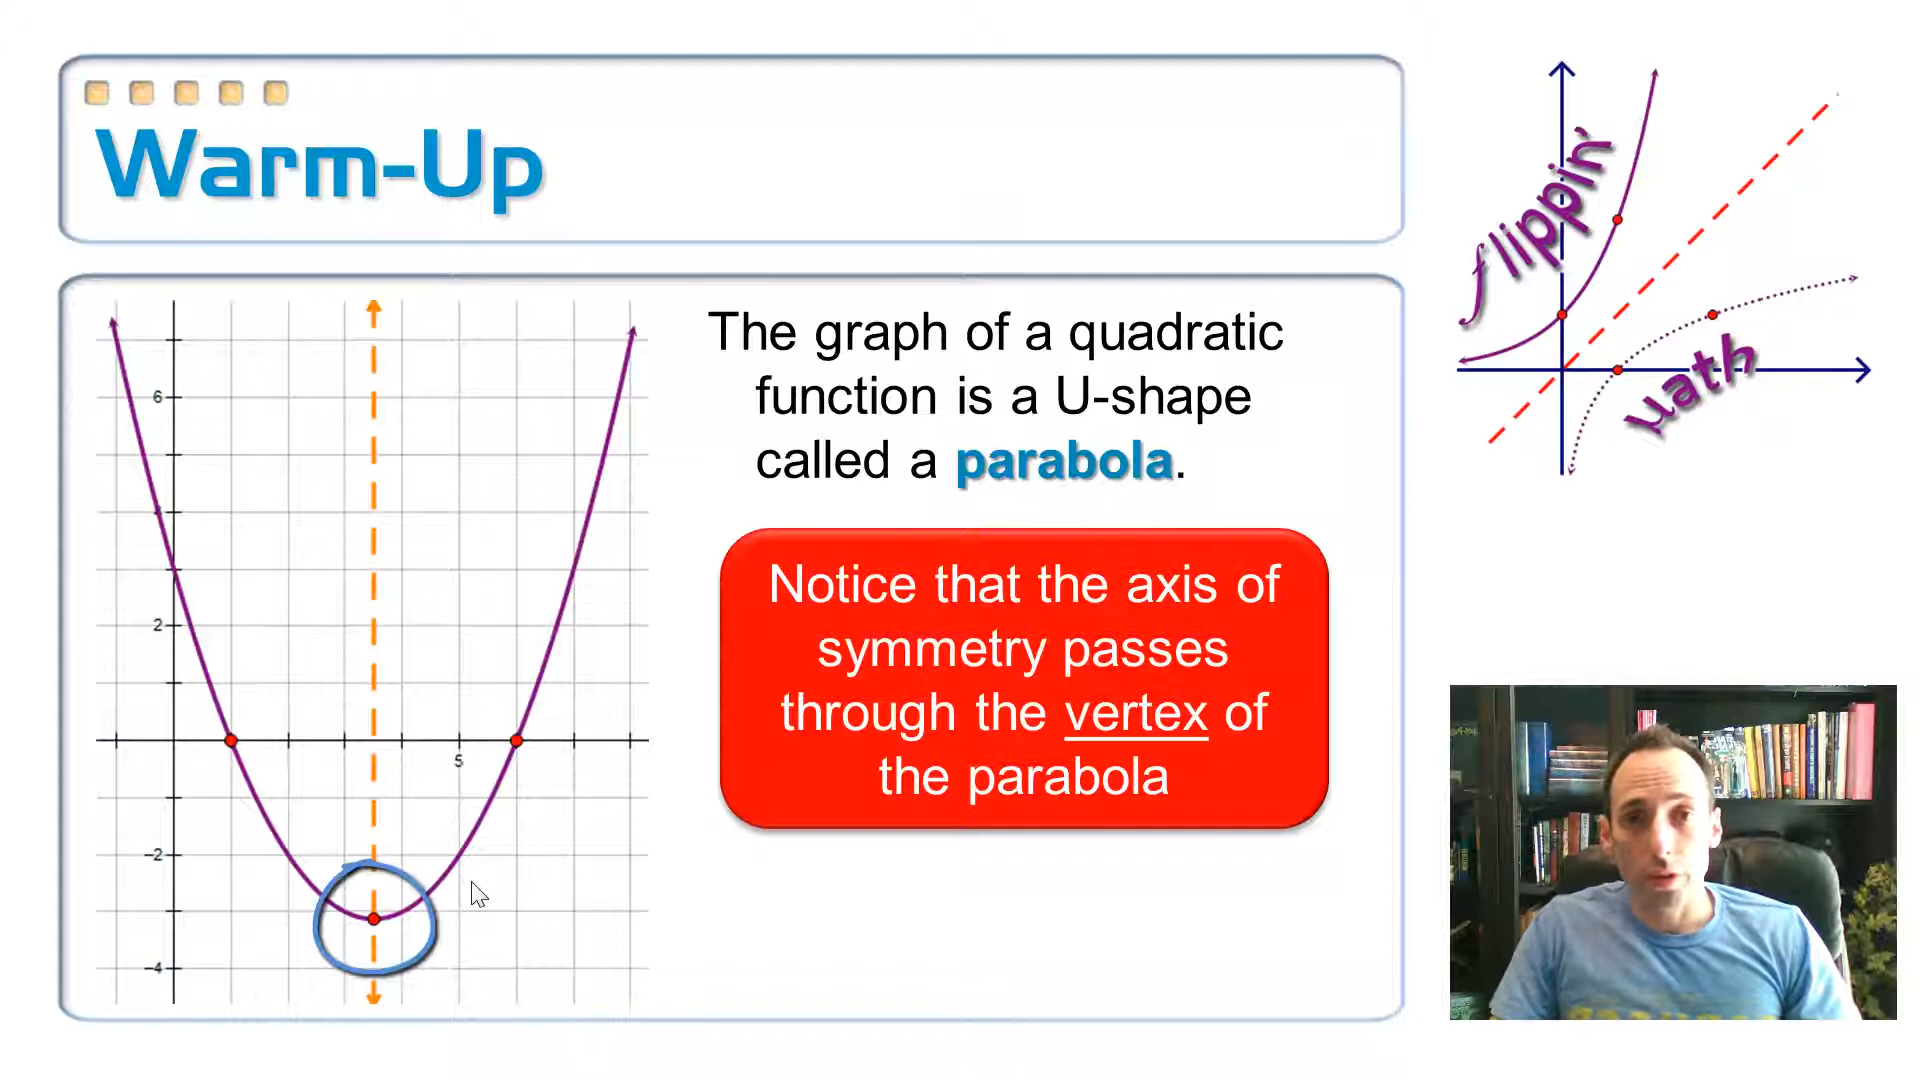 Warm-Up
The graph of a quadratic
function is a U-shape
called a parabola.
Notice that the axis of
symmetry passes
through the vertex of
the parabola
6
2
5
-2
-4
flippin'
math